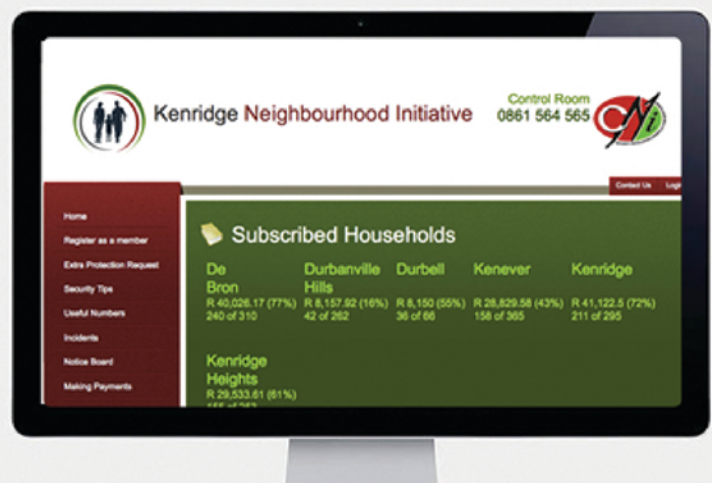 Kenridge Neighbourhood Initiative
Control Room
0861 564 565
CNi
Contact Us Login
Home
Register as a member
Extra Protection Request
Security Tips
Useful Numbers
Incidents
Notice Board
Making Payments
Subscribed Households
De
Bron
R 40,026.17 (77%)
240 of 310
Durbanville
Hills
R 8,157.92 (16%)
42 of 262
Durbell
R 8,150 (55%)
36 of 66
Kenever
R 28,829.58 (43%)
158 of 365
Kenridge
R 41,122.5 (72%)
211 of 295
Kenridge
Heights
R 29,533.61 (61%)